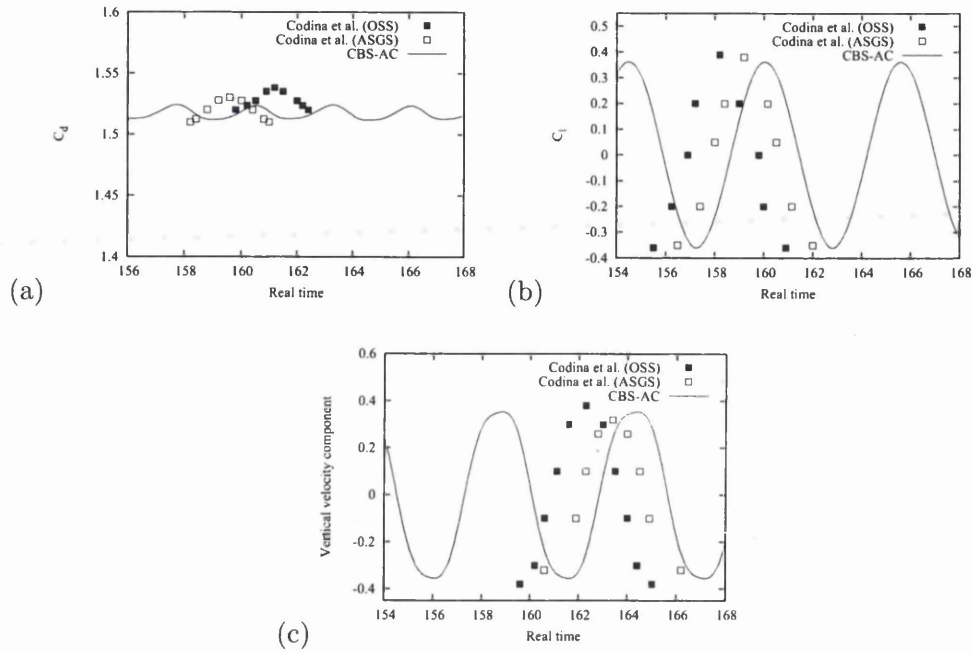 1.6
1.55
1.5
1.45
1.4
C_d
Codina et al. (OSS)
Codina et al. (ASGS)
CBS-AC
156 158 160 162 164 166 168
Real time
(a)
0.5
0.4
0.3
0.2
0.1
0
-0.1
-0.2
-0.3
-0.4
C_l
Codina et al. (OSS)
Codina et al. (ASGS)
CBS-AC
154 156 158 160 162 164 166 168
Real time
(b)
0.6
0.4
0.2
0
-0.2
-0.4
Vertical velocity component
Codina et al. (OSS)
Codina et al. (ASGS)
CBS-AC
154 156 158 160 162 164 166 168
Real time
(c)